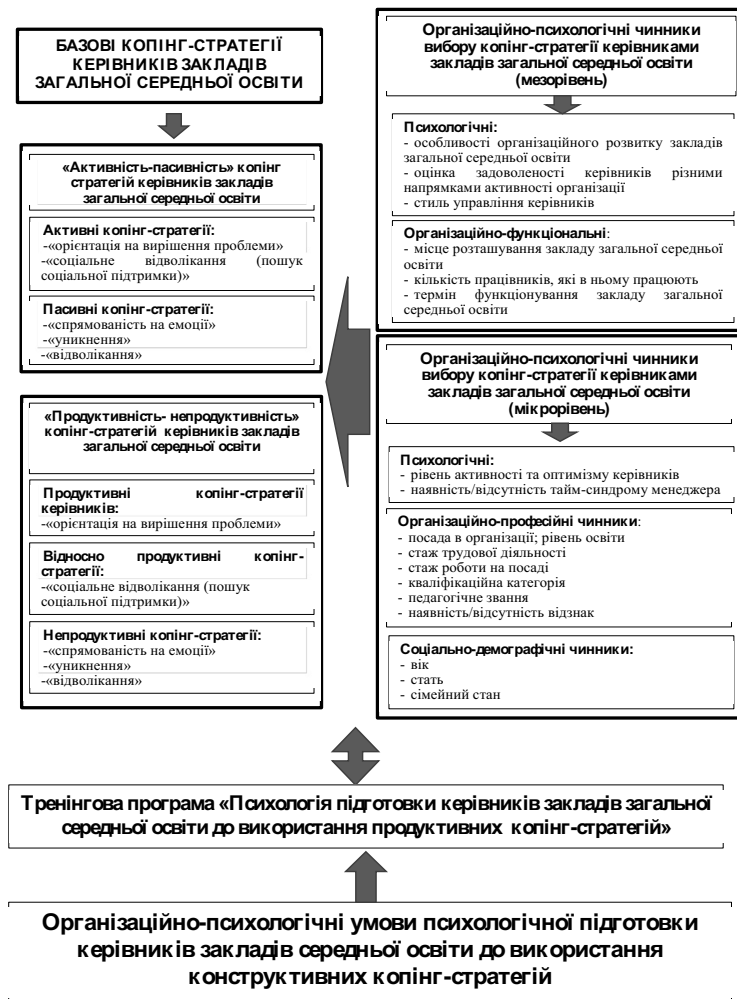 БАЗОВІ КОПІНГ-СТРАТЕГІЇ
КЕРІВНИКІВ ЗАКЛАДІВ
ЗАГАЛЬНОЇ СЕРЕДНЬОЇ ОСВІТИ
«Активність-пасивність» копінг
стратегій керівників закладів
загальної середньої освіти
Активні копінг-стратегії:
-«орієнтація на вирішення проблеми»
-«соціальне відволікання (пошук
соціальної підтримки)»
Пасивні копінг-стратегії:
-«спрямованість на емоції»
-«уникнення»
-«відволікання»
«Продуктивність- непродуктивність»
копінг-стратегій керівників закладів
загальної середньої освіти
Продуктивні копінг-стратегії
керівників:
-«орієнтація на вирішення проблеми»
Відносно продуктивні копінг-
стратегії:
-«соціальне відволікання (пошук
соціальної підтримки)»
Непродуктивні копінг-стратегії:
-«спрямованість на емоції»
-«уникнення»
-«відволікання»
Організаційно-психологічні чинники
вибору копінг-стратегії керівниками
закладів загальної середньої освіти
(мезорівень)
Психологічні:
- особливості організаційного розвитку закладів
загальної середньої освіти
- оцінка задоволеності керівників різними
напрямками активності організації
- стиль управління керівників
Організаційно-функціональні:
- місце розташування закладу загальної середньої
освіти
- кількість працівників, які в ньому працюють
- термін функціонування закладу загальної
середньої освіти
Організаційно-психологічні чинники
вибору копінг-стратегії керівниками
закладів загальної середньої освіти
(мікрорівень)
Психологічні:
- рівень активності та оптимізму керівників
- наявність/відсутність тайм-синдрому менеджера
Організаційно-професійні чинники:
- посада в організації; рівень освіти
- стаж трудової діяльності
- стаж роботи на посаді
- кваліфікаційна категорія
- педагогічне звання
- наявність/відсутність відзнак
Соціально-демографічні чинники:
- вік
- стать
- сімейний стан
Тренінгова програма «Психологія підготовки керівників закладів загальної
середньої освіти до використання продуктивних копінг-стратегій»
Організаційно-психологічні умови психологічної підготовки
керівників закладів середньої освіти до використання
конструктивних копінг-стратегій